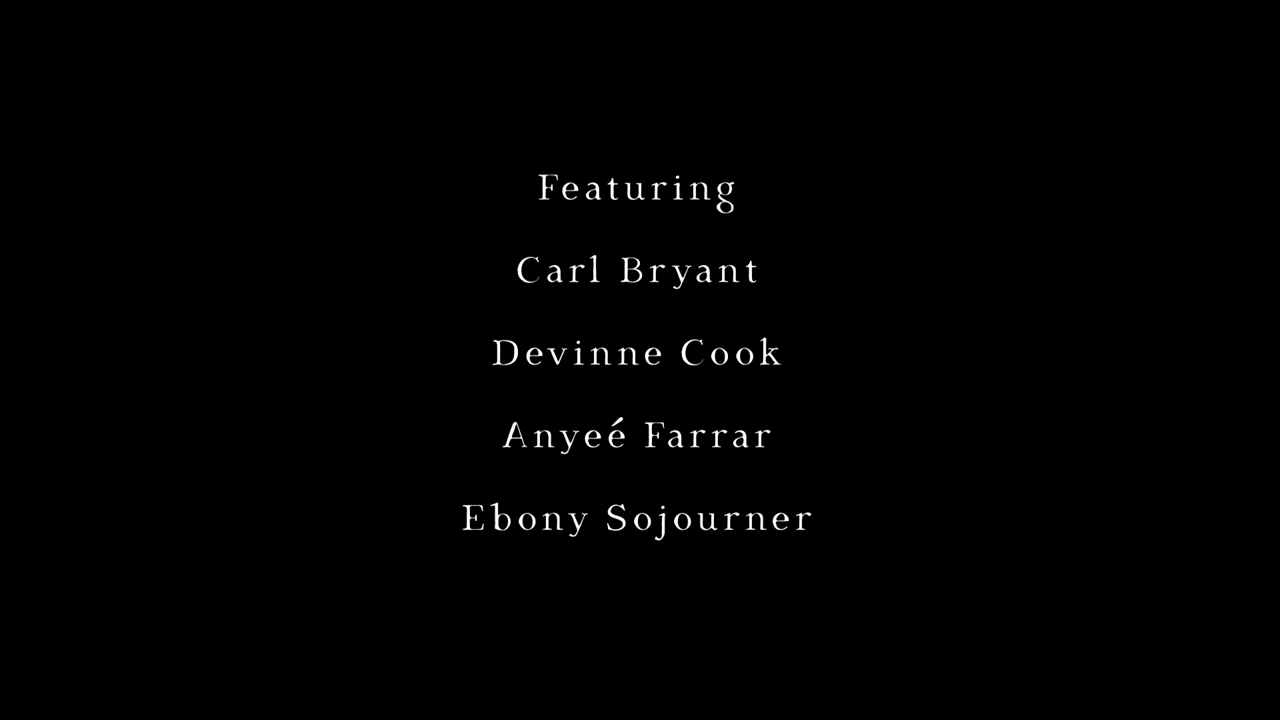 Featuring
Carl Bryant
Devinne Cook
Anyeé Farrar
Ebony Sojourner